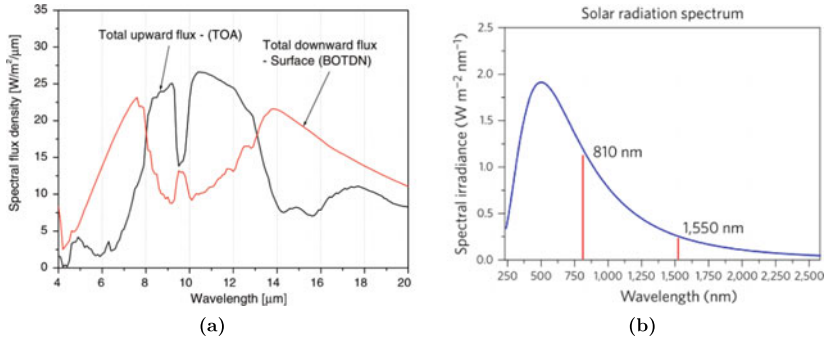 Spectral flux density [W/m²/µm]
35
30
25
20
15
10
5
0
Total upward flux - (TOA)
Total downward flux
- Surface (BOTDN)
4 6 8 10 12 14 16 18 20
Wavelength [µm]
(a)
Solar radiation spectrum
Spectral irradiance (W m⁻² nm⁻¹)
2.5
2.0
1.5
1.0
0.5
0.0
810 nm
1,550 nm
250 500 750 1,000 1,250 1,500 1,750 2,000 2,250 2,500
Wavelength (nm)
(b)